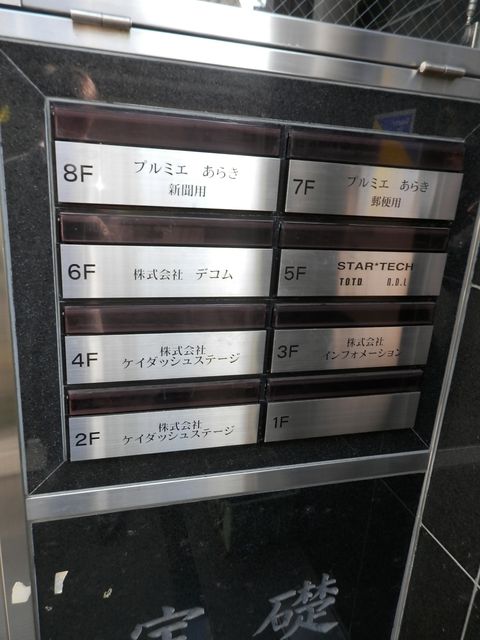 8F プルミエ あらき
新聞用
7F プルミエ あらき
郵便用
6F 株式会社 デコム
5F STAR*TECH
TOTO N.D.L
4F 株式会社
ケイダッシュステージ
3F 株式会社
インフォメーション
2F 株式会社
ケイダッシュステージ
1F
定礎